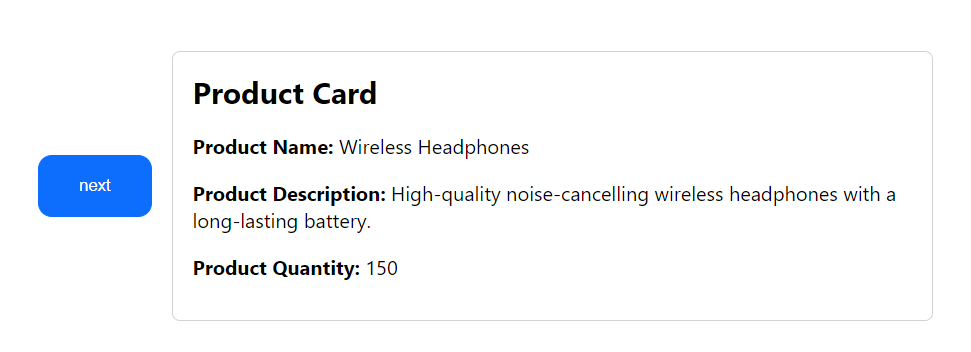 Product Card
Product Name: Wireless Headphones
next
Product Description: High-quality noise-cancelling wireless headphones with a
long-lasting battery.
Product Quantity: 150